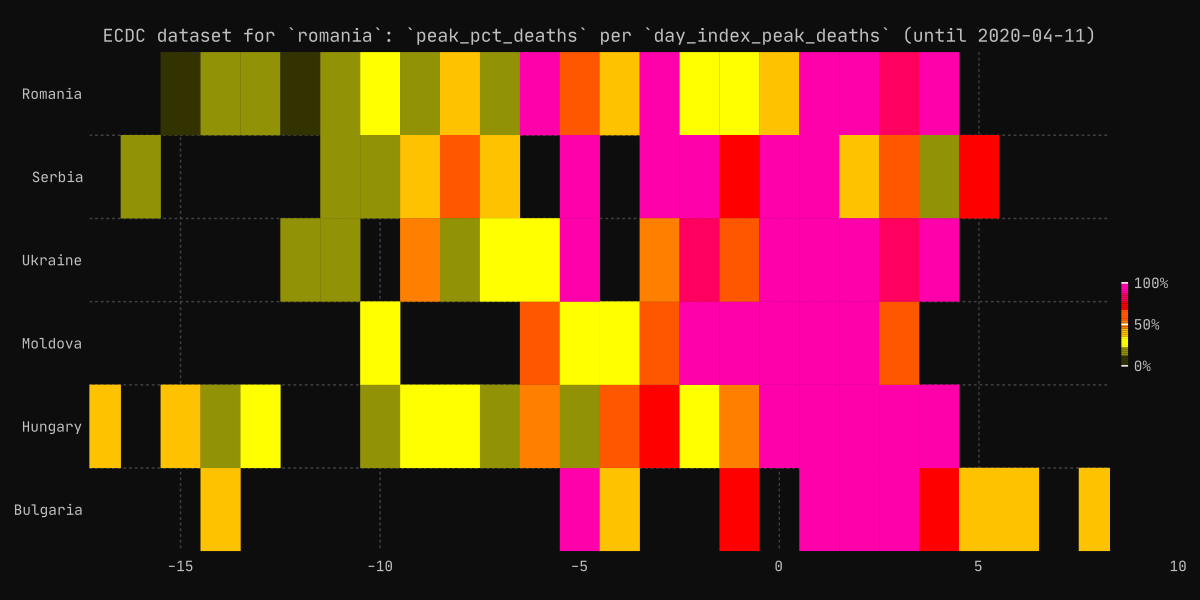 ECDC dataset for `romania`: `peak_pct_deaths` per `day_index_peak_deaths` (until 2020-04-11)
Romania
Serbia
Ukraine
Moldova
Hungary
Bulgaria
100%
50%
0%
-15 -10 -5 0 5 10